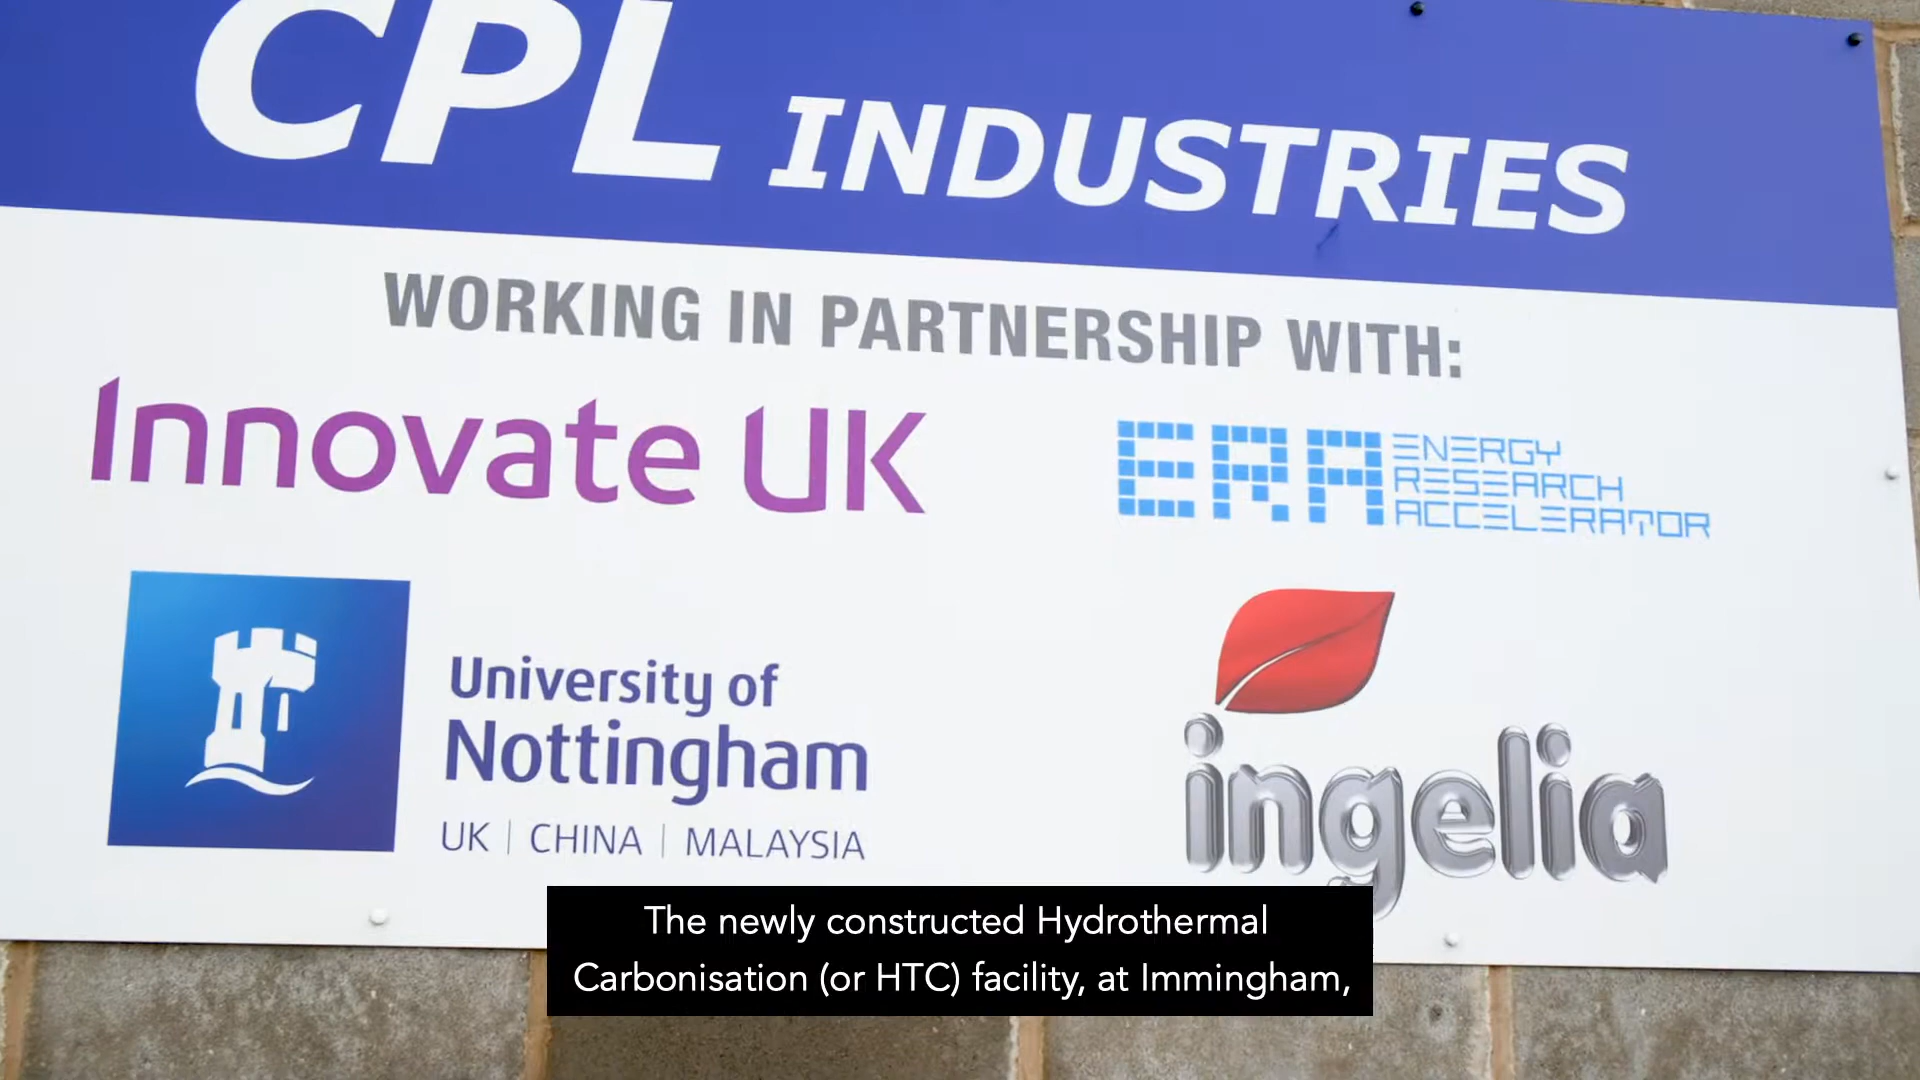 CPL INDUSTRIES
WORKING IN PARTNERSHIP WITH:
Innovate UK
ERA ENERGY
RESEARCH
ACCELERATOR
University of
Nottingham
UK | CHINA | MALAYSIA
ingelia
The newly constructed Hydrothermal
Carbonisation (or HTC) facility, at Immingham,